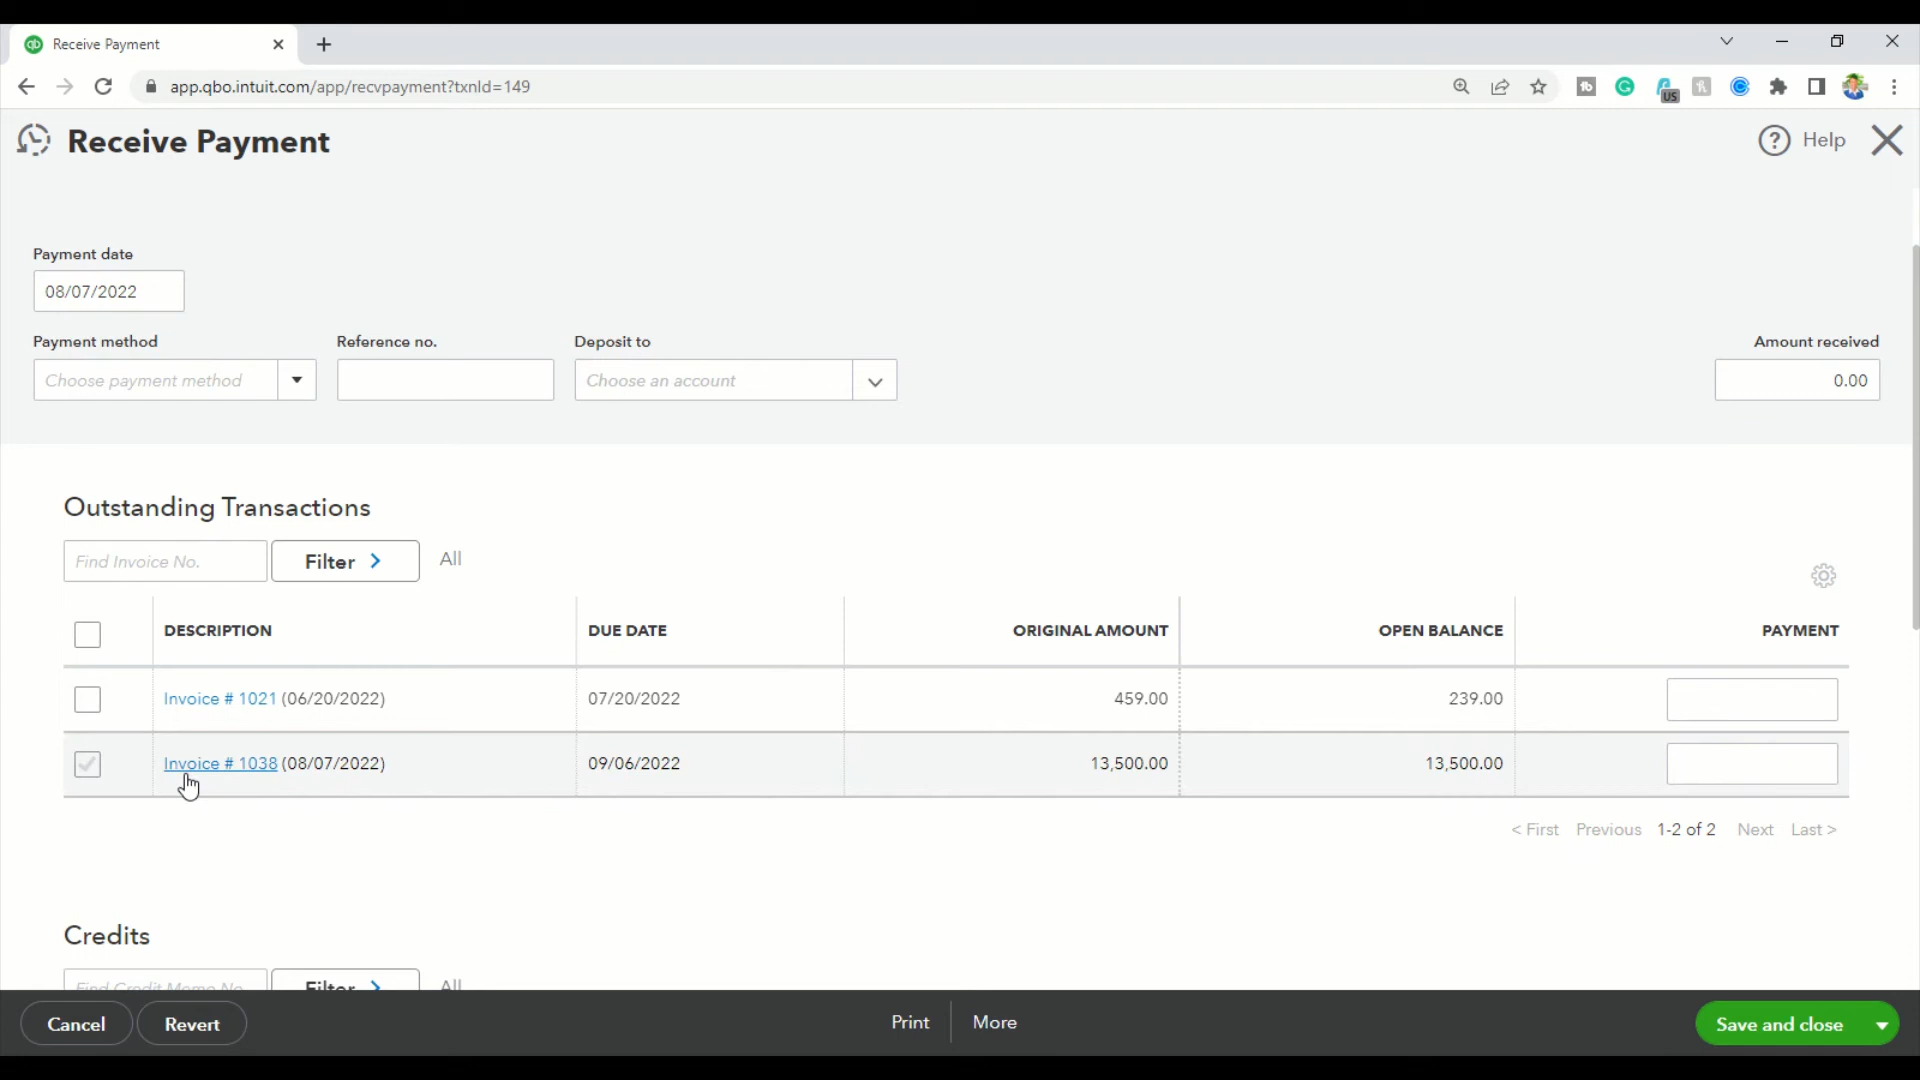 Receive Payment
app.qbo.intuit.com/app/recvpayment?txnId=149
US
Receive Payment
Help
Payment date
08/07/2022
Payment method Reference no. Deposit to Amount received
Choose payment method Choose an account 0.00
Outstanding Transactions
Find Invoice No. Filter All
DESCRIPTION DUE DATE ORIGINAL AMOUNT OPEN BALANCE PAYMENT
Invoice # 1021 (06/20/2022) 07/20/2022 459.00 239.00
Invoice # 1038 (08/07/2022) 09/06/2022 13,500.00 13,500.00
< First Previous 1-2 of 2 Next Last >
Credits
Find Credit Memo No. Filter All
Cancel Revert Print More Save and close